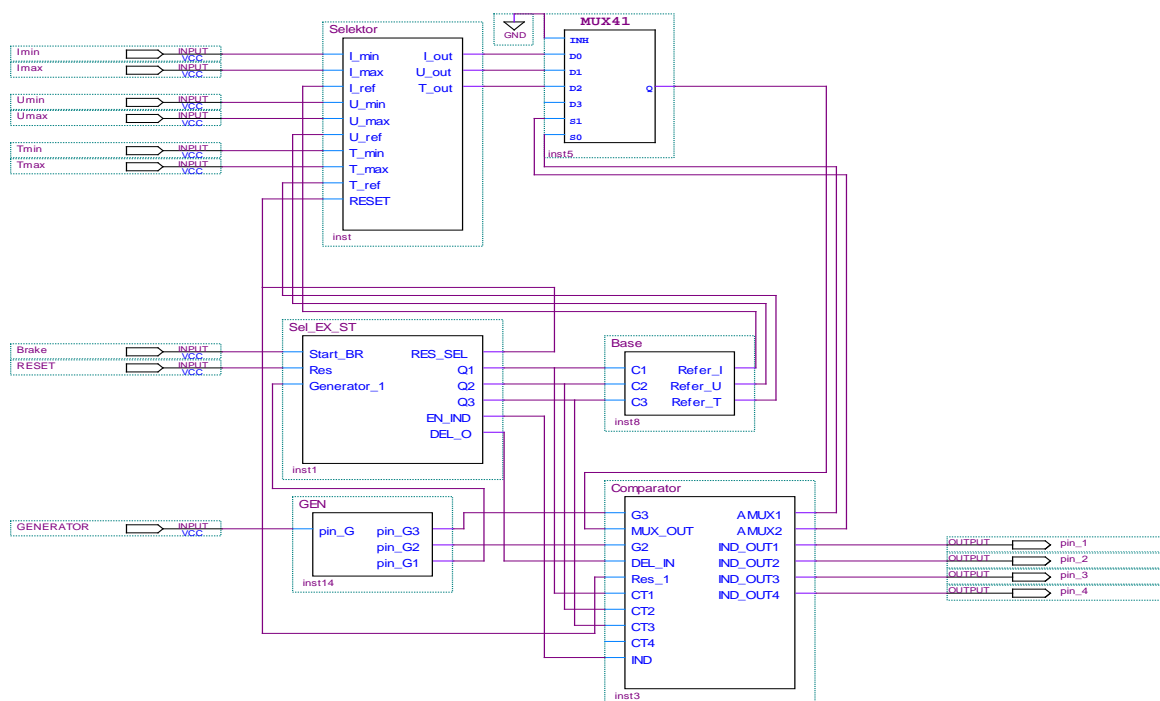 Selektor
MUX41
GND
Imin INPUT VCC
Imax INPUT VCC
Umin INPUT VCC
Umax INPUT VCC
Tmin INPUT VCC
Tmax INPUT VCC
I_min I_out
I_max U_out
I_ref T_out
U_min
U_max
U_ref
T_min
T_max
T_ref
RESET
inst
INH
D0
D1
D2 Q
D3
S1
S0
inst5
Sel_EX_ST
Brake INPUT VCC
RESET INPUT VCC
Start_BR RES_SEL
Res Q1
Generator_1 Q2
Q3
EN_IND
DEL_O
inst1
Base
C1 Refer_I
C2 Refer_U
C3 Refer_T
inst8
GEN
GENERATOR INPUT VCC
pin_G pin_G3
pin_G2
pin_G1
inst14
Comparator
G3 AMUX1
MUX_OUT AMUX2
G2 IND_OUT1
DEL_IN IND_OUT2
Res_1 IND_OUT3
CT1 IND_OUT4
CT2
CT3
CT4
IND
inst3
OUTPUT pin_1
OUTPUT pin_2
OUTPUT pin_3
OUTPUT pin_4